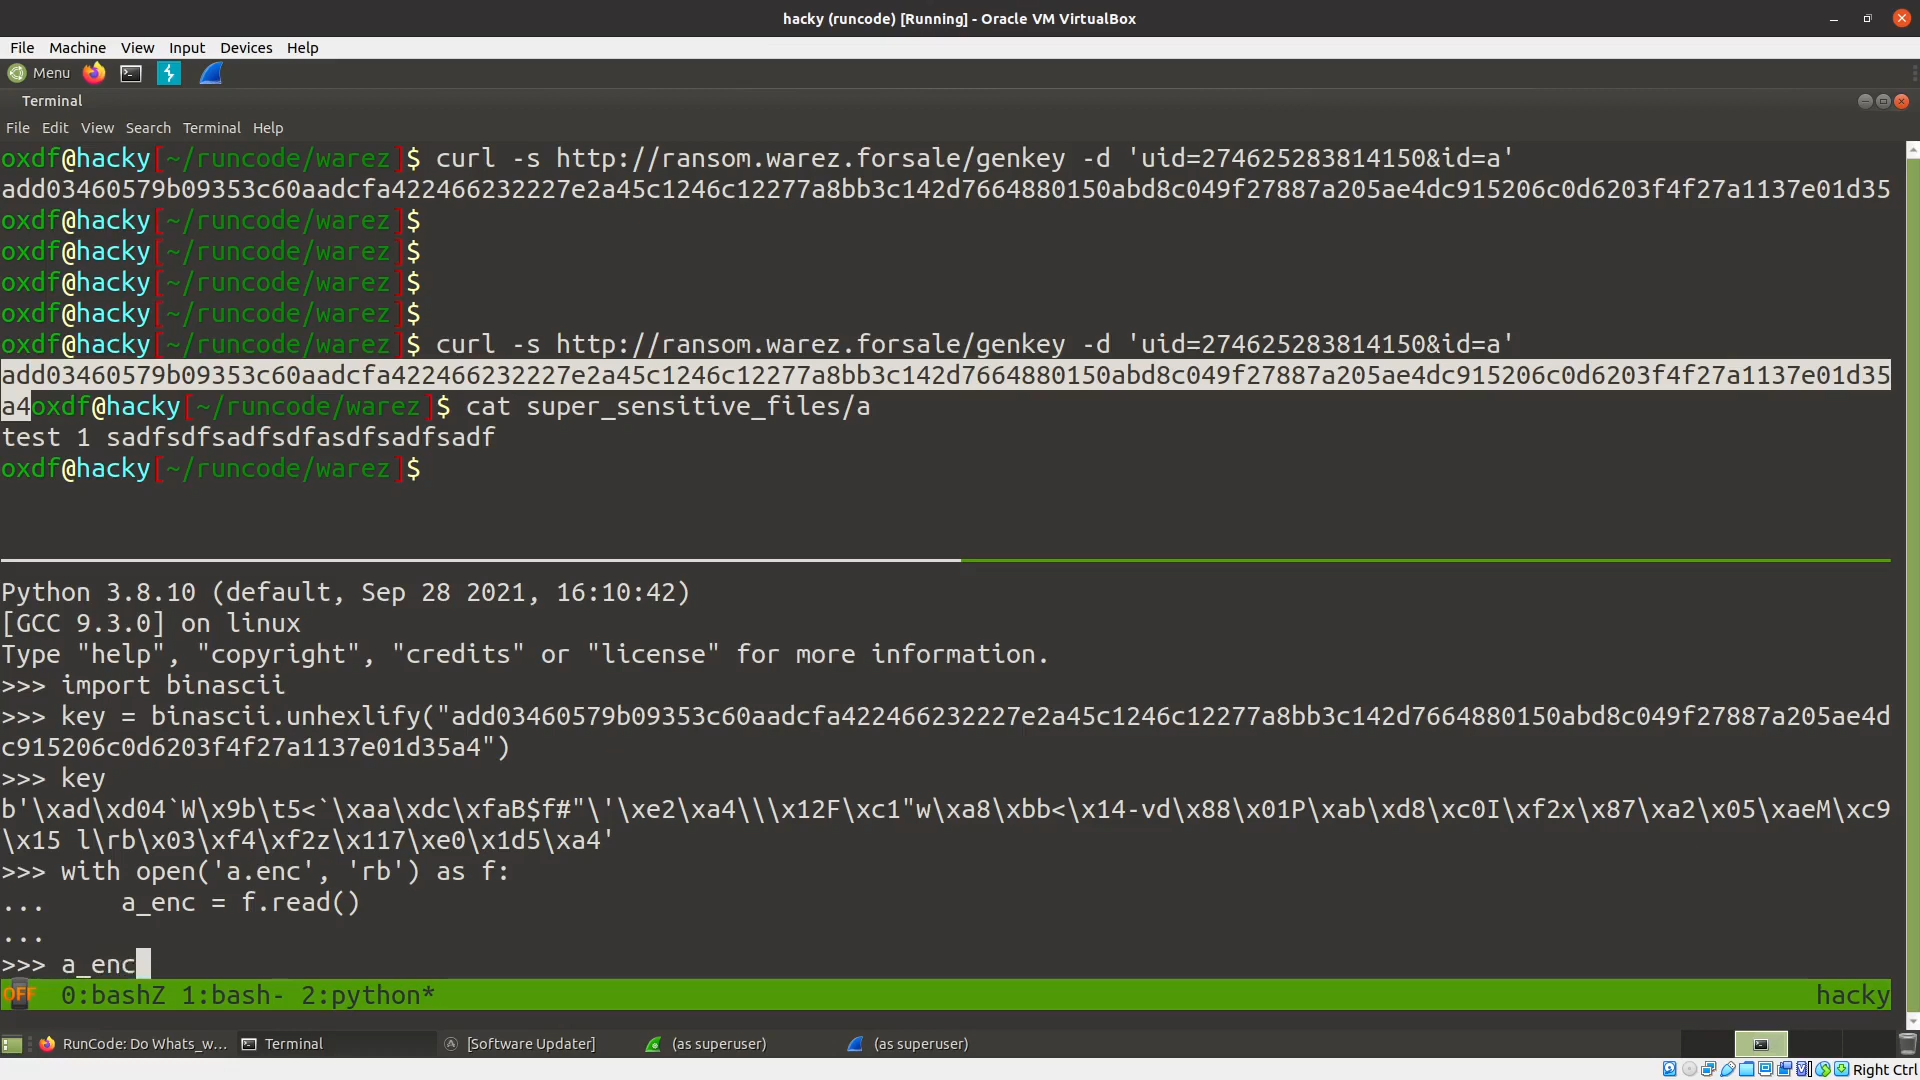 hacky (runcode) [Running] - Oracle VM VirtualBox
File Machine View Input Devices Help
Menu
Terminal
File Edit View Search Terminal Help
oxdf@hacky[~/runcode/warez]$ curl -s http://ransom.warez.forsale/genkey -d 'uid=274625283814150&id=a'
add03460579b09353c60aadcfa422466232227e2a45c1246c12277a8bb3c142d7664880150abd8c049f27887a205ae4dc915206c0d6203f4f27a1137e01d35
oxdf@hacky[~/runcode/warez]$
oxdf@hacky[~/runcode/warez]$
oxdf@hacky[~/runcode/warez]$
oxdf@hacky[~/runcode/warez]$
oxdf@hacky[~/runcode/warez]$ curl -s http://ransom.warez.forsale/genkey -d 'uid=274625283814150&id=a'
add03460579b09353c60aadcfa422466232227e2a45c1246c12277a8bb3c142d7664880150abd8c049f27887a205ae4dc915206c0d6203f4f27a1137e01d35
a4oxdf@hacky[~/runcode/warez]$ cat super_sensitive_files/a
test 1 sadfsdfsadfsdfasdfsadfsadf
oxdf@hacky[~/runcode/warez]$
Python 3.8.10 (default, Sep 28 2021, 16:10:42)
[GCC 9.3.0] on linux
Type "help", "copyright", "credits" or "license" for more information.
>>> import binascii
>>> key = binascii.unhexlify("add03460579b09353c60aadcfa422466232227e2a45c1246c12277a8bb3c142d7664880150abd8c049f27887a205ae4d
c915206c0d6203f4f27a1137e01d35a4")
>>> key
b'\xad\xd04`W\x9b\t5<`\xaa\xdc\xfaB$f#"\'\xe2\xa4\\\x12F\xc1"w\xa8\xbb<\x14-vd\x88\x01P\xab\xd8\xc0I\xf2x\x87\xa2\x05\xaeM\xc9
\x15 l\rb\x03\xf4\xf2z\x117\xe0\x1d5\xa4'
>>> with open('a.enc', 'rb') as f:
...     a_enc = f.read()
...
>>> a_enc
OFF 0:bashZ 1:bash- 2:python* hacky
RunCode: Do Whats_w... Terminal [Software Updater] (as superuser) (as superuser)
Right Ctrl